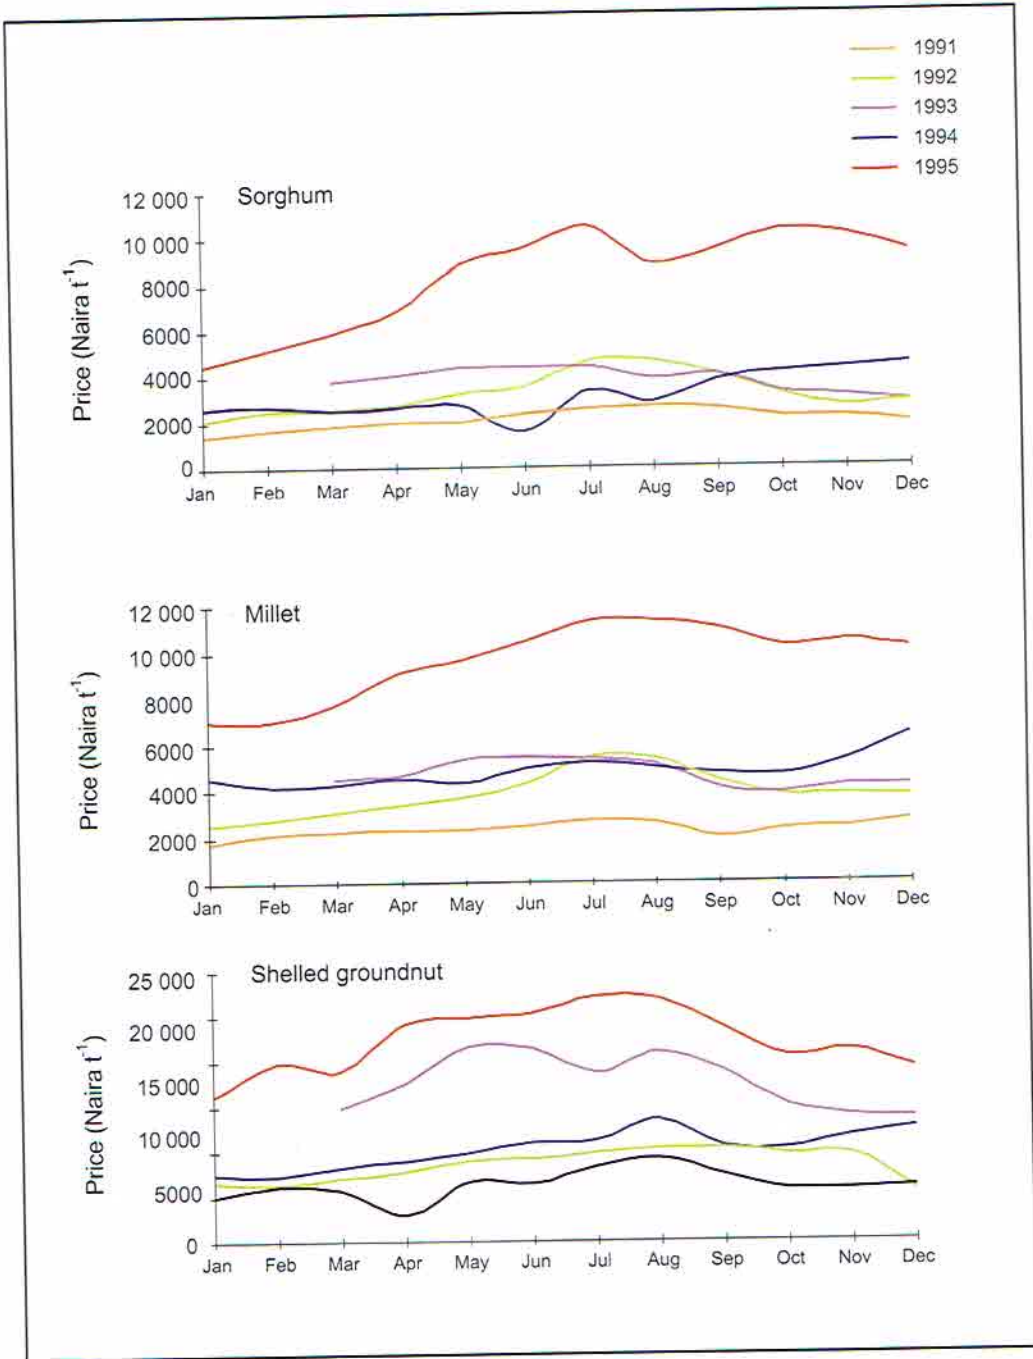 1991
1992
1993
1994
1995
Sorghum
12 000
10 000
8000
6000
4000
2000
0
Price (Naira t-1)
Jan Feb Mar Apr May Jun Jul Aug Sep Oct Nov Dec
Millet
12 000
10 000
8000
6000
4000
2000
0
Price (Naira t-1)
Jan Feb Mar Apr May Jun Jul Aug Sep Oct Nov Dec
Shelled groundnut
25 000
20 000
15 000
10 000
5000
0
Price (Naira t-1)
Jan Feb Mar Apr May Jun Jul Aug Sep Oct Nov Dec